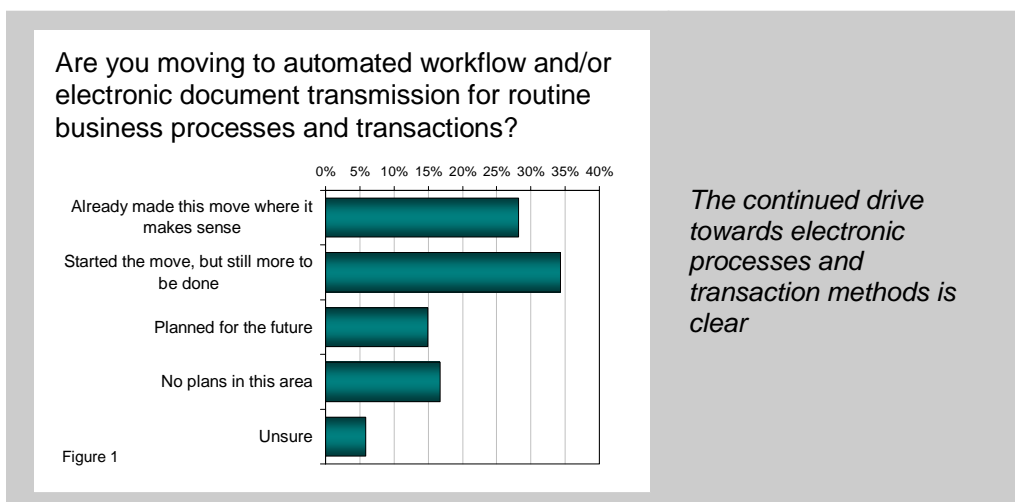 Are you moving to automated workflow and/or
electronic document transmission for routine
business processes and transactions?
0% 5% 10% 15% 20% 25% 30% 35% 40%
Already made this move where it
makes sense
Started the move, but still more to
be done
Planned for the future
No plans in this area
Unsure
Figure 1
The continued drive
towards electronic
processes and
transaction methods is
clear